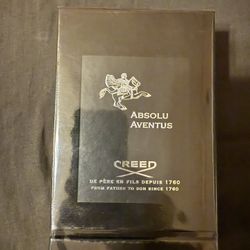 ABSOLU
AVENTUS
CREED
DE PÈRE EN FILS DEPUIS 1760
FROM FATHER TO SON SINCE 1760